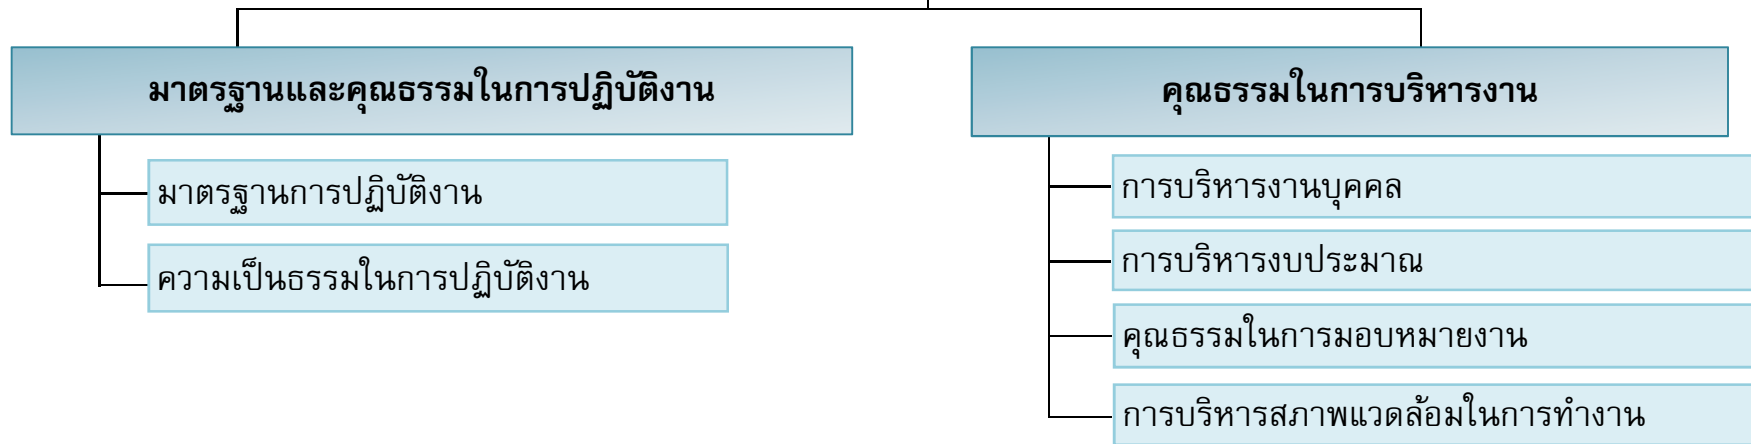 มาตรฐานและคุณธรรมในการปฏิบัติงาน
มาตรฐานการปฏิบัติงาน
ความเป็นธรรมในการปฏิบัติงาน
คุณธรรมในการบริหารงาน
การบริหารงานบุคคล
การบริหารงบประมาณ
คุณธรรมในการมอบหมายงาน
การบริหารสภาพแวดล้อมในการทำงาน